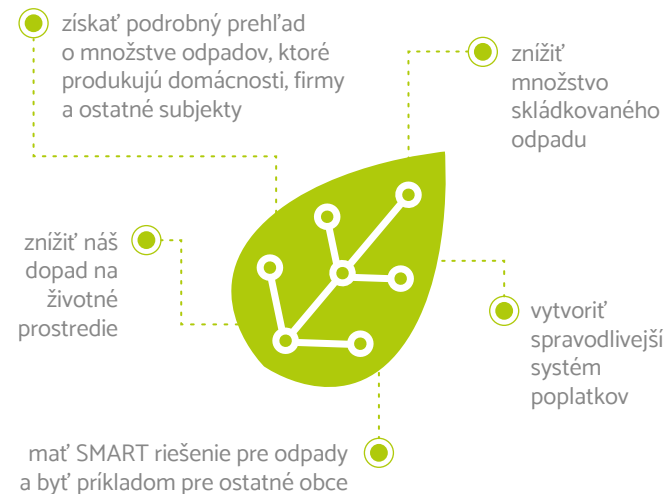 získať podrobný prehľad
o množstve odpadov, ktoré
produkujú domácnosti, firmy
a ostatné subjekty
znížiť
množstvo
skládkovaného
odpadu
znížiť náš
dopad na
životné
prostredie
vytvoriť
spravodlivejší
systém
poplatkov
mať SMART riešenie pre odpady
a byť príkladom pre ostatné obce